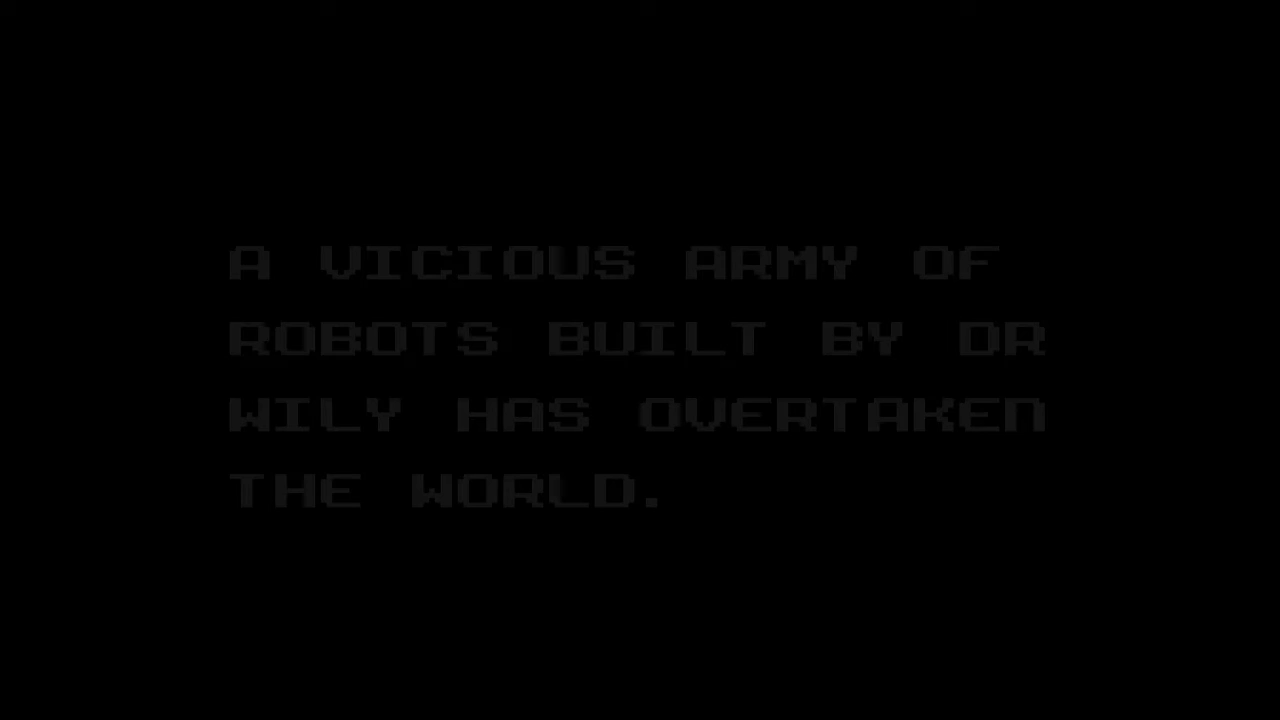 A VICIOUS ARMY OF
ROBOTS BUILT BY DR
WILY HAS OVERTAKEN
THE WORLD.